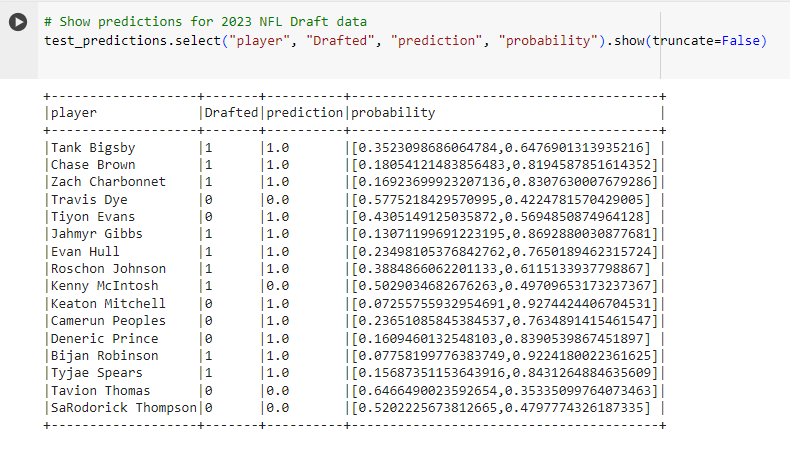 # Show predictions for 2023 NFL Draft data
test_predictions.select("player", "Drafted", "prediction", "probability").show(truncate=False)
+-------------------+-------+----------+----------------------------------------+
|player             |Drafted|prediction|probability                             |
+-------------------+-------+----------+----------------------------------------+
|Tank Bigsby        |1      |1.0       |[0.3523098686064784,0.6476901313935216] |
|Chase Brown        |1      |1.0       |[0.18054121483856483,0.8194587851614352]|
|Zach Charbonnet    |1      |1.0       |[0.16923699923207136,0.8307630007679286]|
|Travis Dye         |0      |0.0       |[0.5775218429570995,0.4224781570429005] |
|Tiyon Evans        |0      |1.0       |[0.4305149125035872,0.5694850874964128] |
|Jahmyr Gibbs       |1      |1.0       |[0.13071199691223195,0.8692880030877681]|
|Evan Hull          |1      |1.0       |[0.23498105376842762,0.7650189462315724]|
|Roschon Johnson    |1      |1.0       |[0.3884866062201133,0.6115133937798867] |
|Kenny McIntosh     |1      |0.0       |[0.5029034682676263,0.49709653173237367]|
|Keaton Mitchell    |0      |1.0       |[0.07255755932954691,0.9274424406704531]|
|Camerun Peoples    |0      |1.0       |[0.23651085845384537,0.7634891415461547]|
|Deneric Prince     |0      |1.0       |[0.1609460132548103,0.8390539867451897] |
|Bijan Robinson     |1      |1.0       |[0.07758199776383749,0.9224180022361625]|
|Tyjae Spears       |1      |1.0       |[0.15687351153643916,0.8431264884635609]|
|Tavion Thomas      |0      |0.0       |[0.6466490023592654,0.35335099764073463]|
|SaRodorick Thompson|0      |0.0       |[0.5202225673812665,0.4797774326187335] |
+-------------------+-------+----------+----------------------------------------+